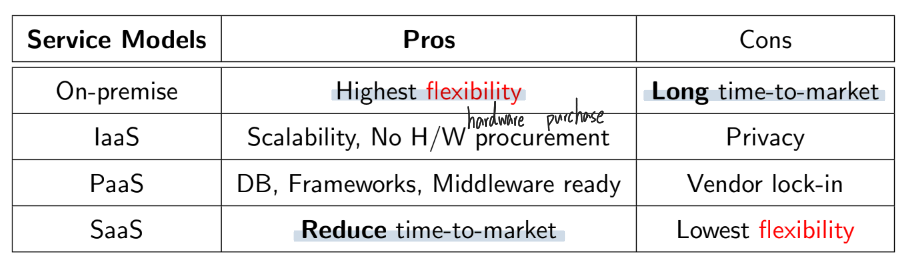 Service Models Pros Cons
On-premise Highest flexibility Long time-to-market
hardware purchase
IaaS Scalability, No H/W procurement Privacy
PaaS DB, Frameworks, Middleware ready Vendor lock-in
SaaS Reduce time-to-market Lowest flexibility